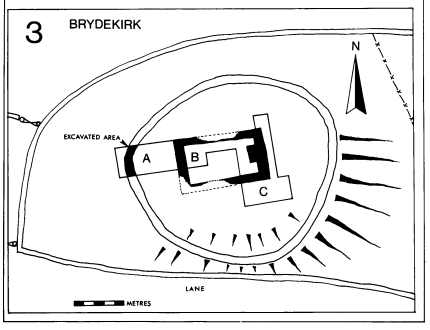 3 BRYDEKIRK
N
EXCAVATED AREA
A
B
C
LANE
METRES